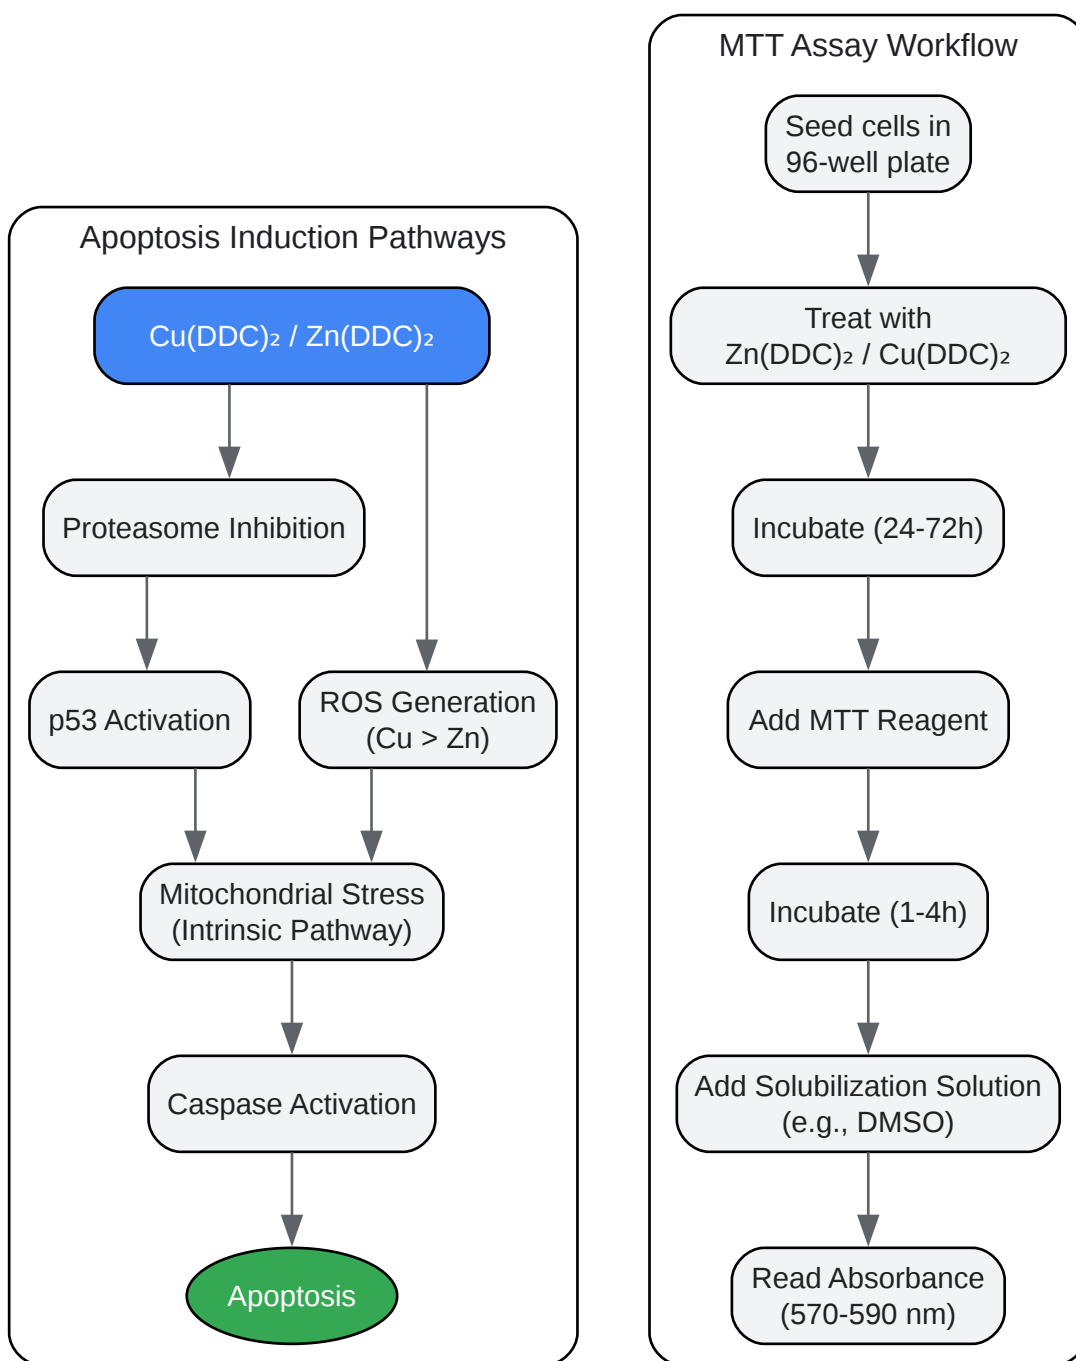 Apoptosis Induction Pathways
Cu(DDC)₂ / Zn(DDC)₂
Proteasome Inhibition
p53 Activation
ROS Generation
(Cu > Zn)
Mitochondrial Stress
(Intrinsic Pathway)
Caspase Activation
Apoptosis
MTT Assay Workflow
Seed cells in
96-well plate
Treat with
Zn(DDC)₂ / Cu(DDC)₂
Incubate (24-72h)
Add MTT Reagent
Incubate (1-4h)
Add Solubilization Solution
(e.g., DMSO)
Read Absorbance
(570-590 nm)